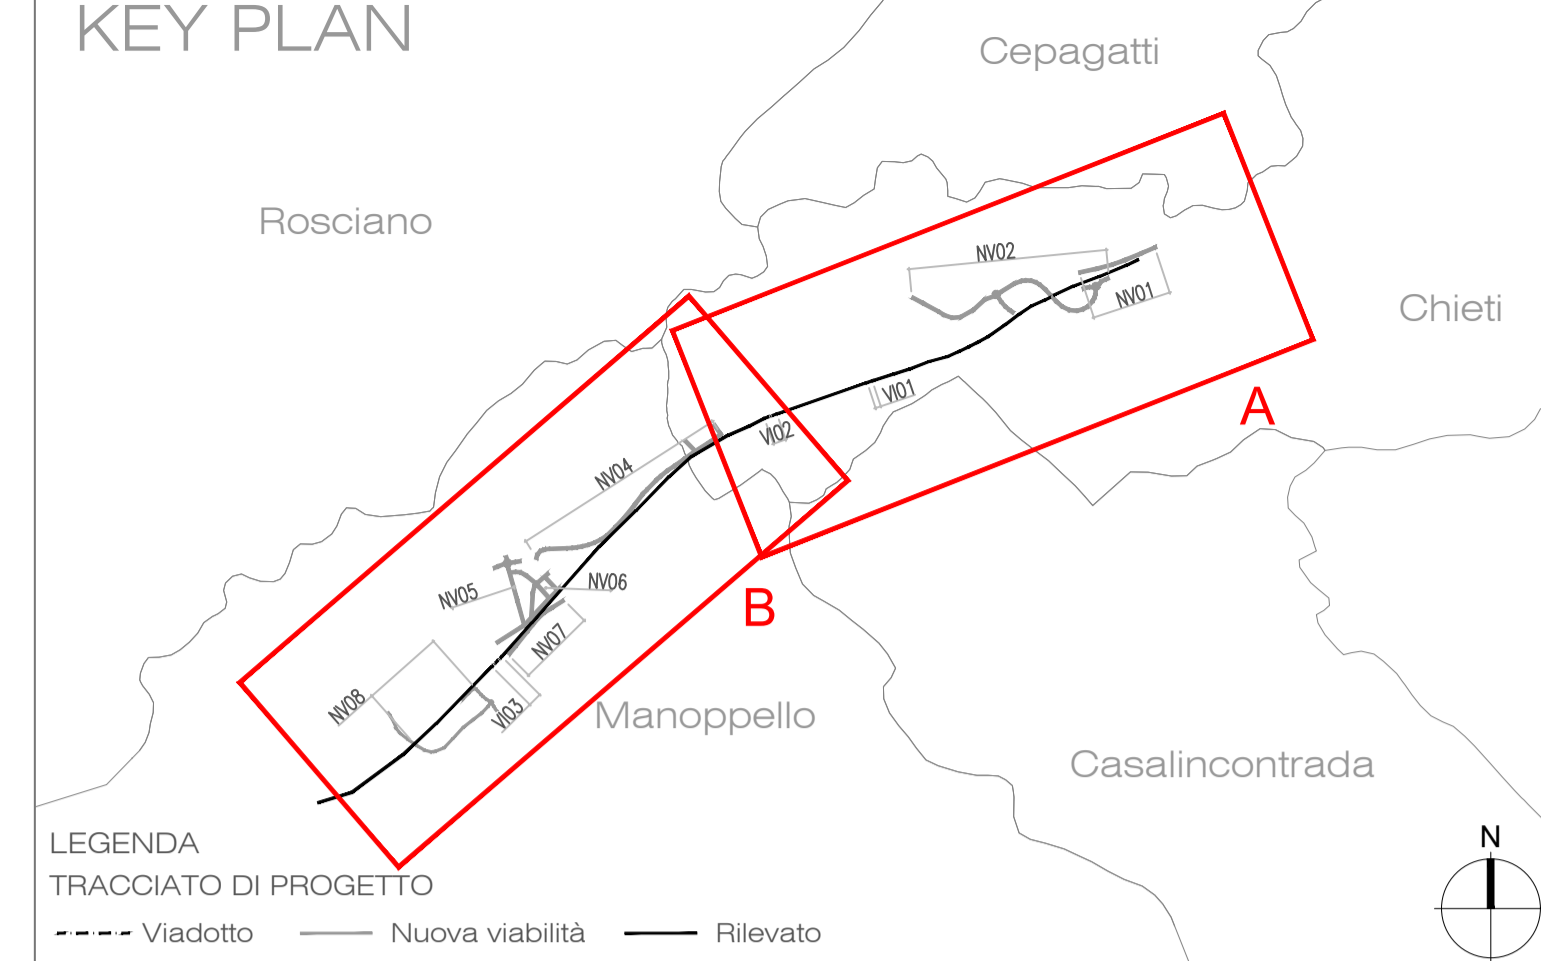 KEY PLAN
Cepagatti
Rosciano
NV02
NV01
Chieti
VI01
A
VI02
NV04
NV05
NV06
B
NV07
NV08
VI03
Manoppello
Casalincontrada
N
LEGENDA
TRACCIATO DI PROGETTO
Viadotto
Nuova viabilità
Rilevato